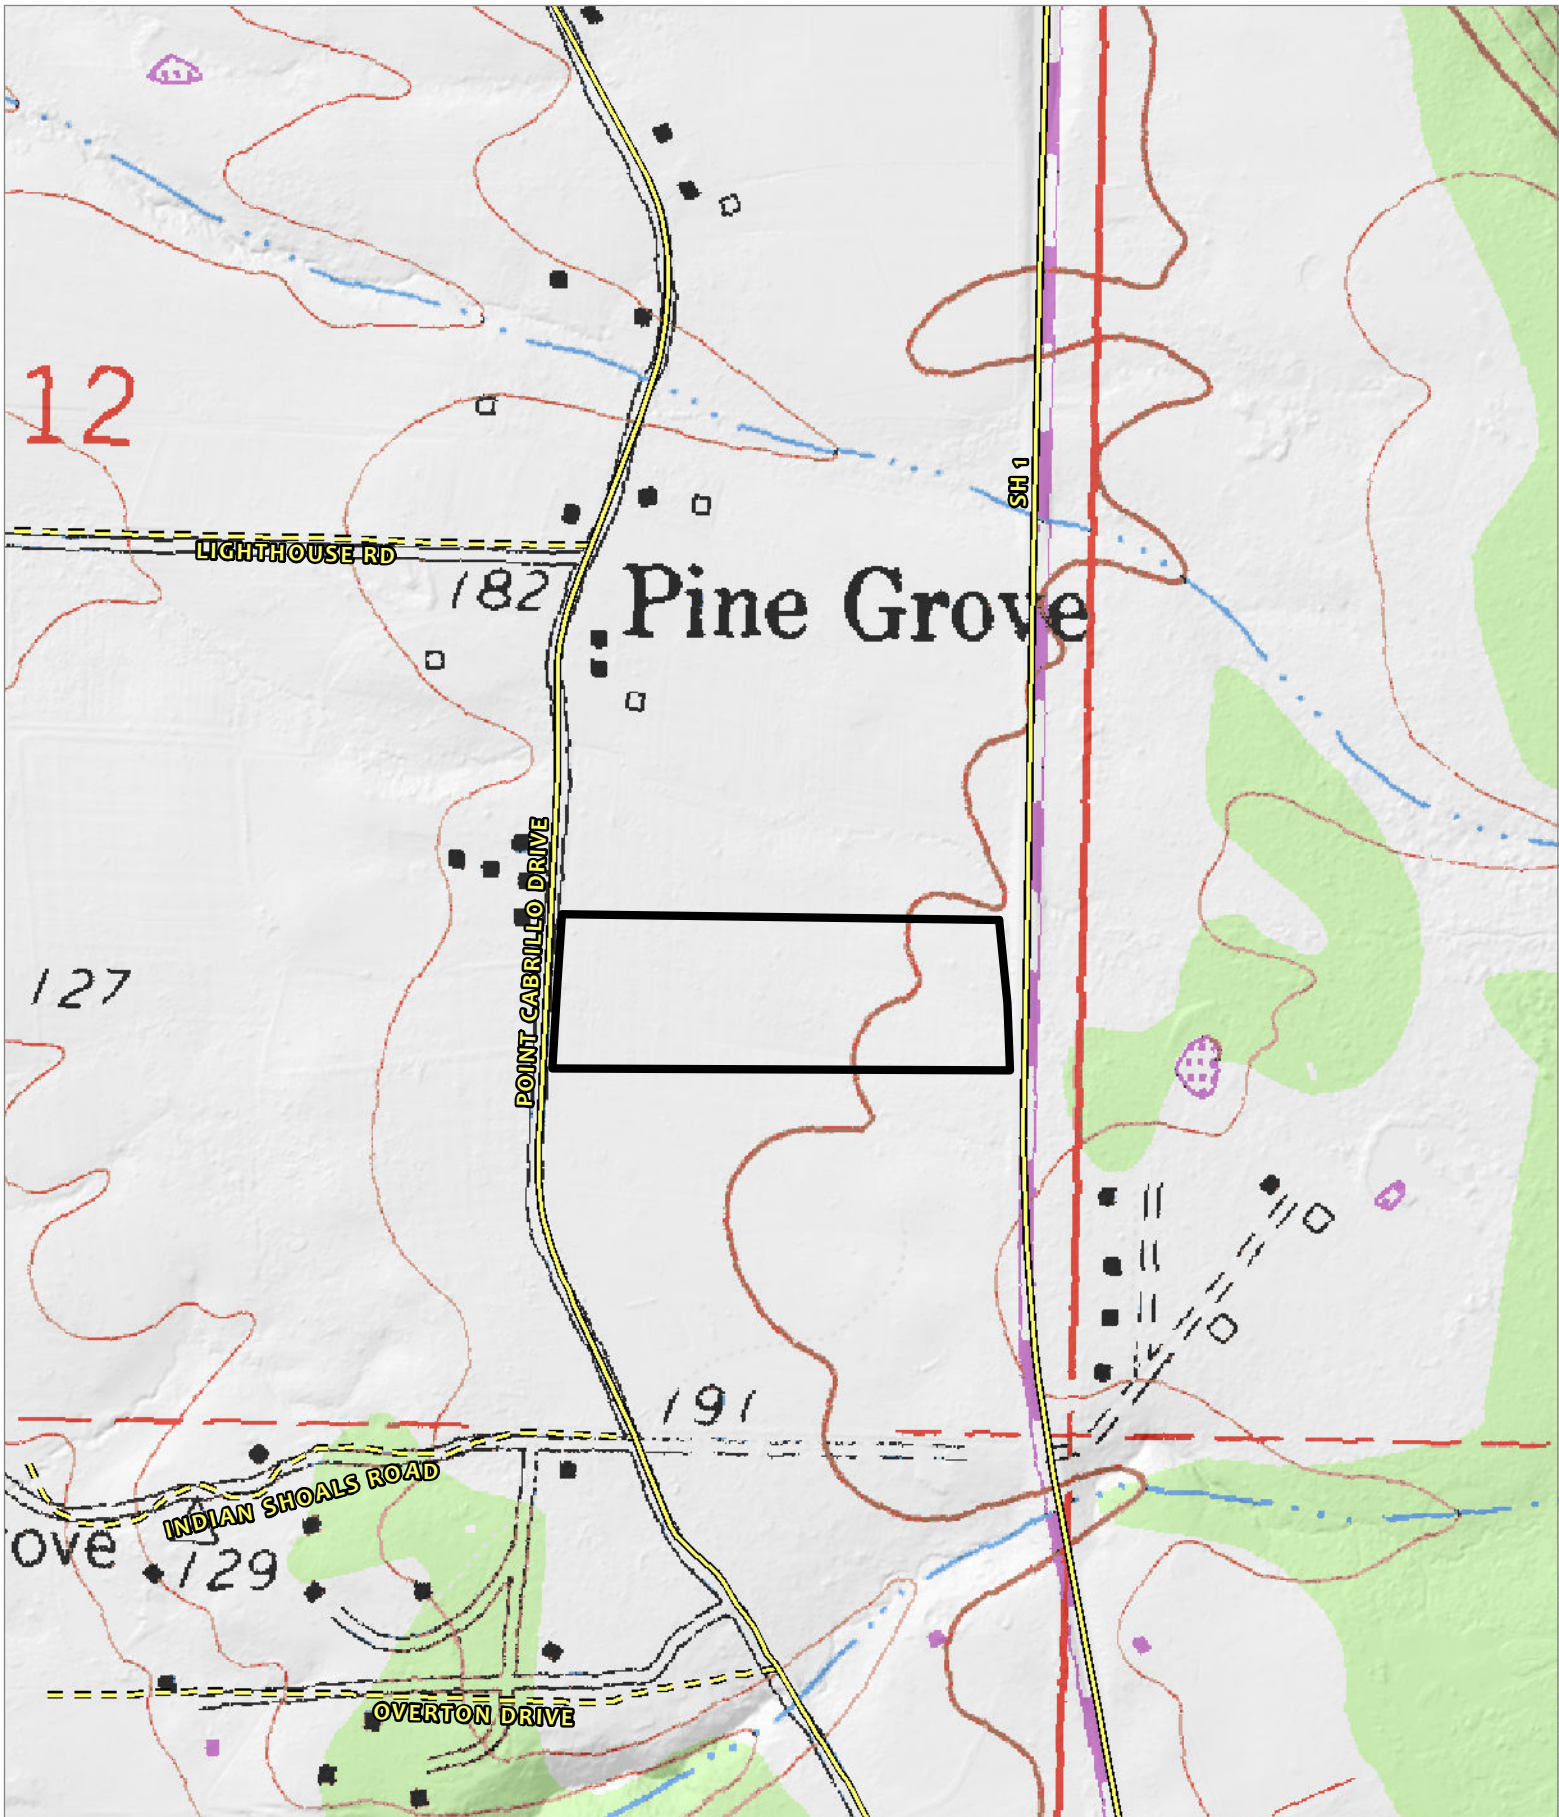 12
SH 1
LIGHTHOUSE RD
182
Pine Grove
POINT CABRILLO DRIVE
127
191
INDIAN SHOALS ROAD
ove
129
OVERTON DRIVE